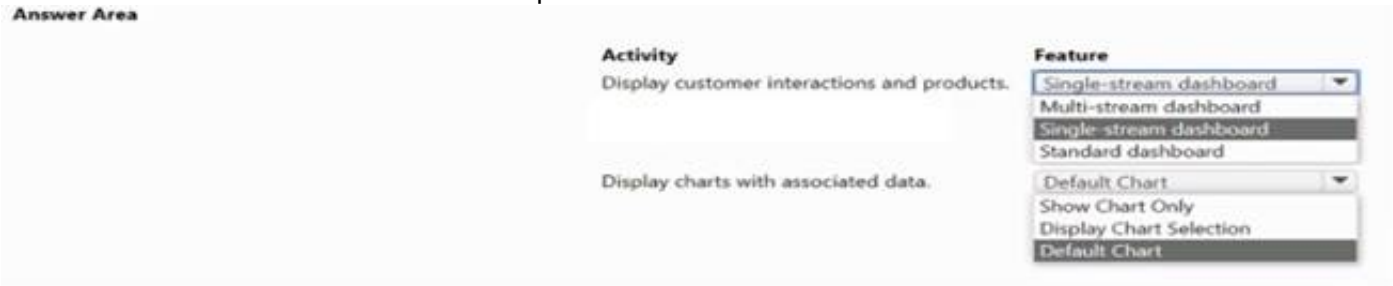 Answer Area
Activity Feature
Display customer interactions and products. Single-stream dashboard
Multi-stream dashboard
Single-stream dashboard
Standard dashboard
Display charts with associated data. Default Chart
Show Chart Only
Display Chart Selection
Default Chart